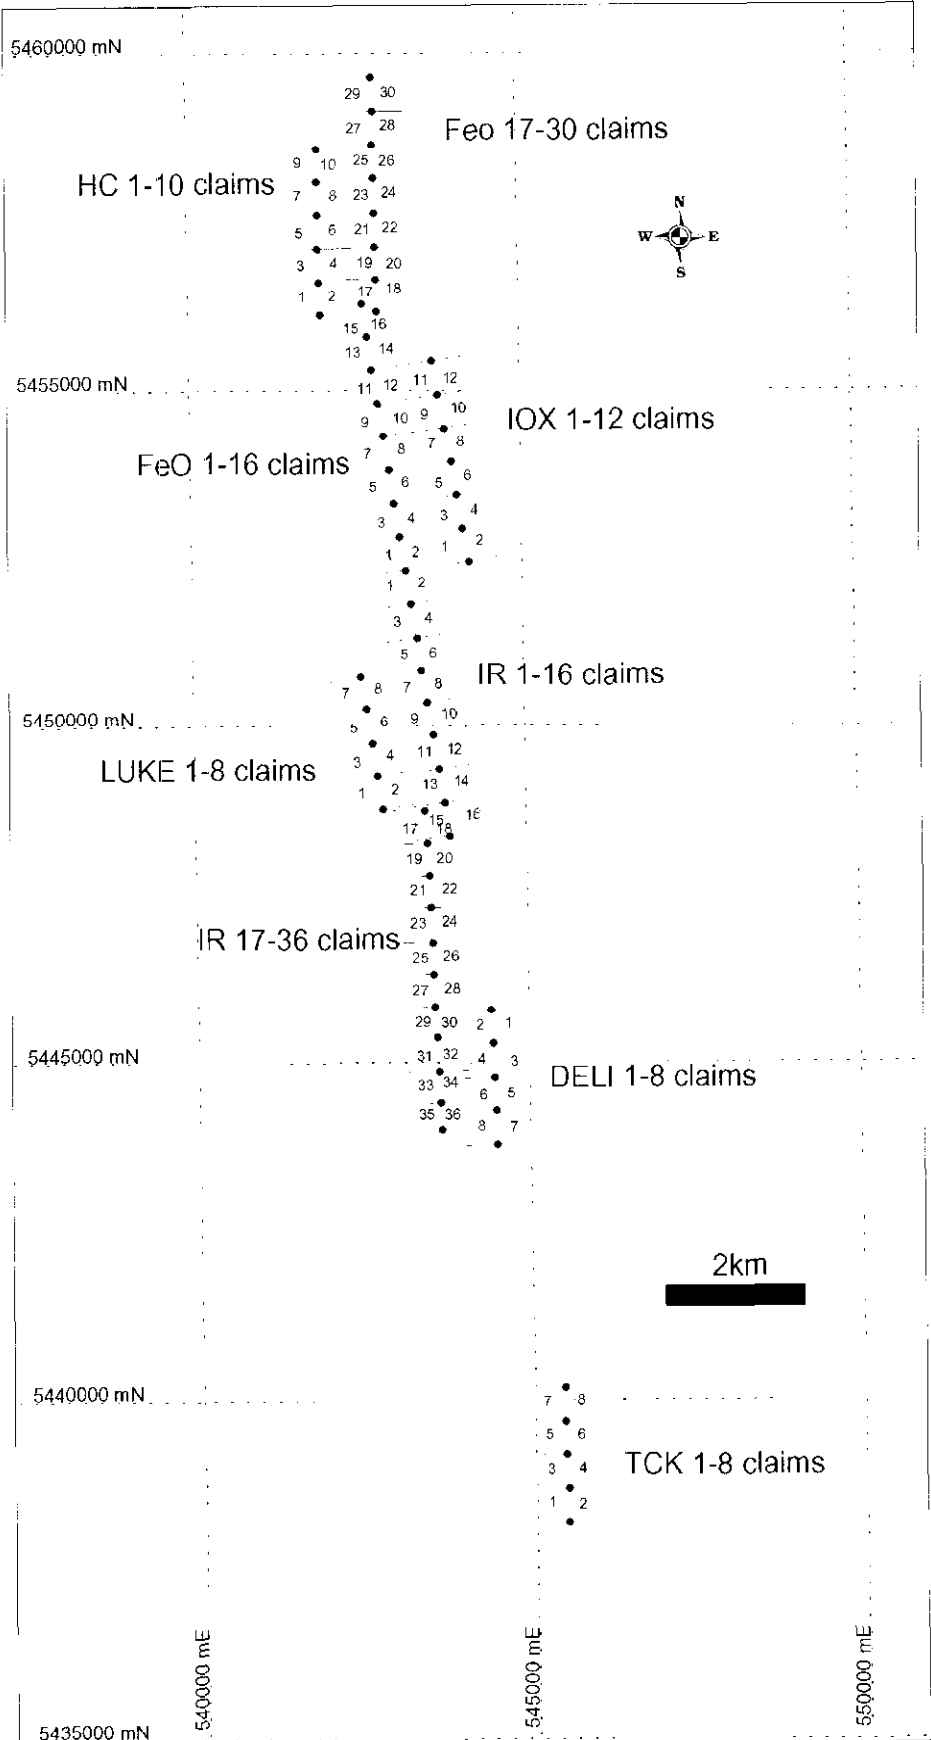 5460000 mN
29 30
27 28
Feo 17-30 claims
9 10 25 26
HC 1-10 claims
7 8 23 24
N
W E
S
5 6 21 22
3 4 19 20
1 2 17 18
15 16
13 14
5455000 mN
11 12 11 12
9 10 9 10
IOX 1-12 claims
7 8 7 8
FeO 1-16 claims
5 6 5 6
3 4 3 4
1 2 1 2
1 2
3 4
5 6
IR 1-16 claims
7 8 7 8
5450000 mN
5 6 9 10
3 4 11 12
LUKE 1-8 claims
1 2 13 14
15 16
17 18
19 20
21 22
23 24
IR 17-36 claims
25 26
27 28
29 30 2 1
5445000 mN
31 32 4 3
33 34 6 5
DELI 1-8 claims
35 36 8 7
2km
5440000 mN
7 8
5 6
3 4
TCK 1-8 claims
1 2
540000 mE
545000 mE
550000 mE
5435000 mN